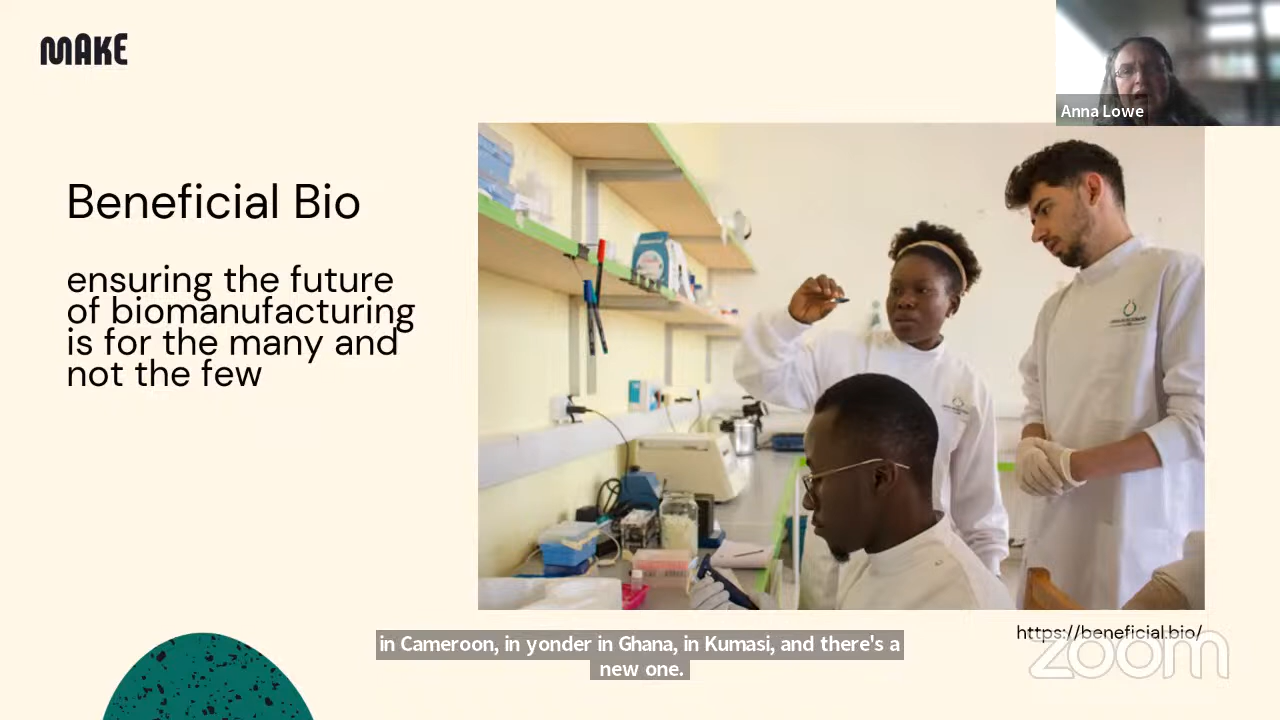 MAKE
Anna Lowe
Beneficial Bio
ensuring the future
of biomanufacturing
is for the many and
not the few
in Cameroon, in yonder in Ghana, in Kumasi, and there's a
new one.
https://beneficial.bio/
zoom